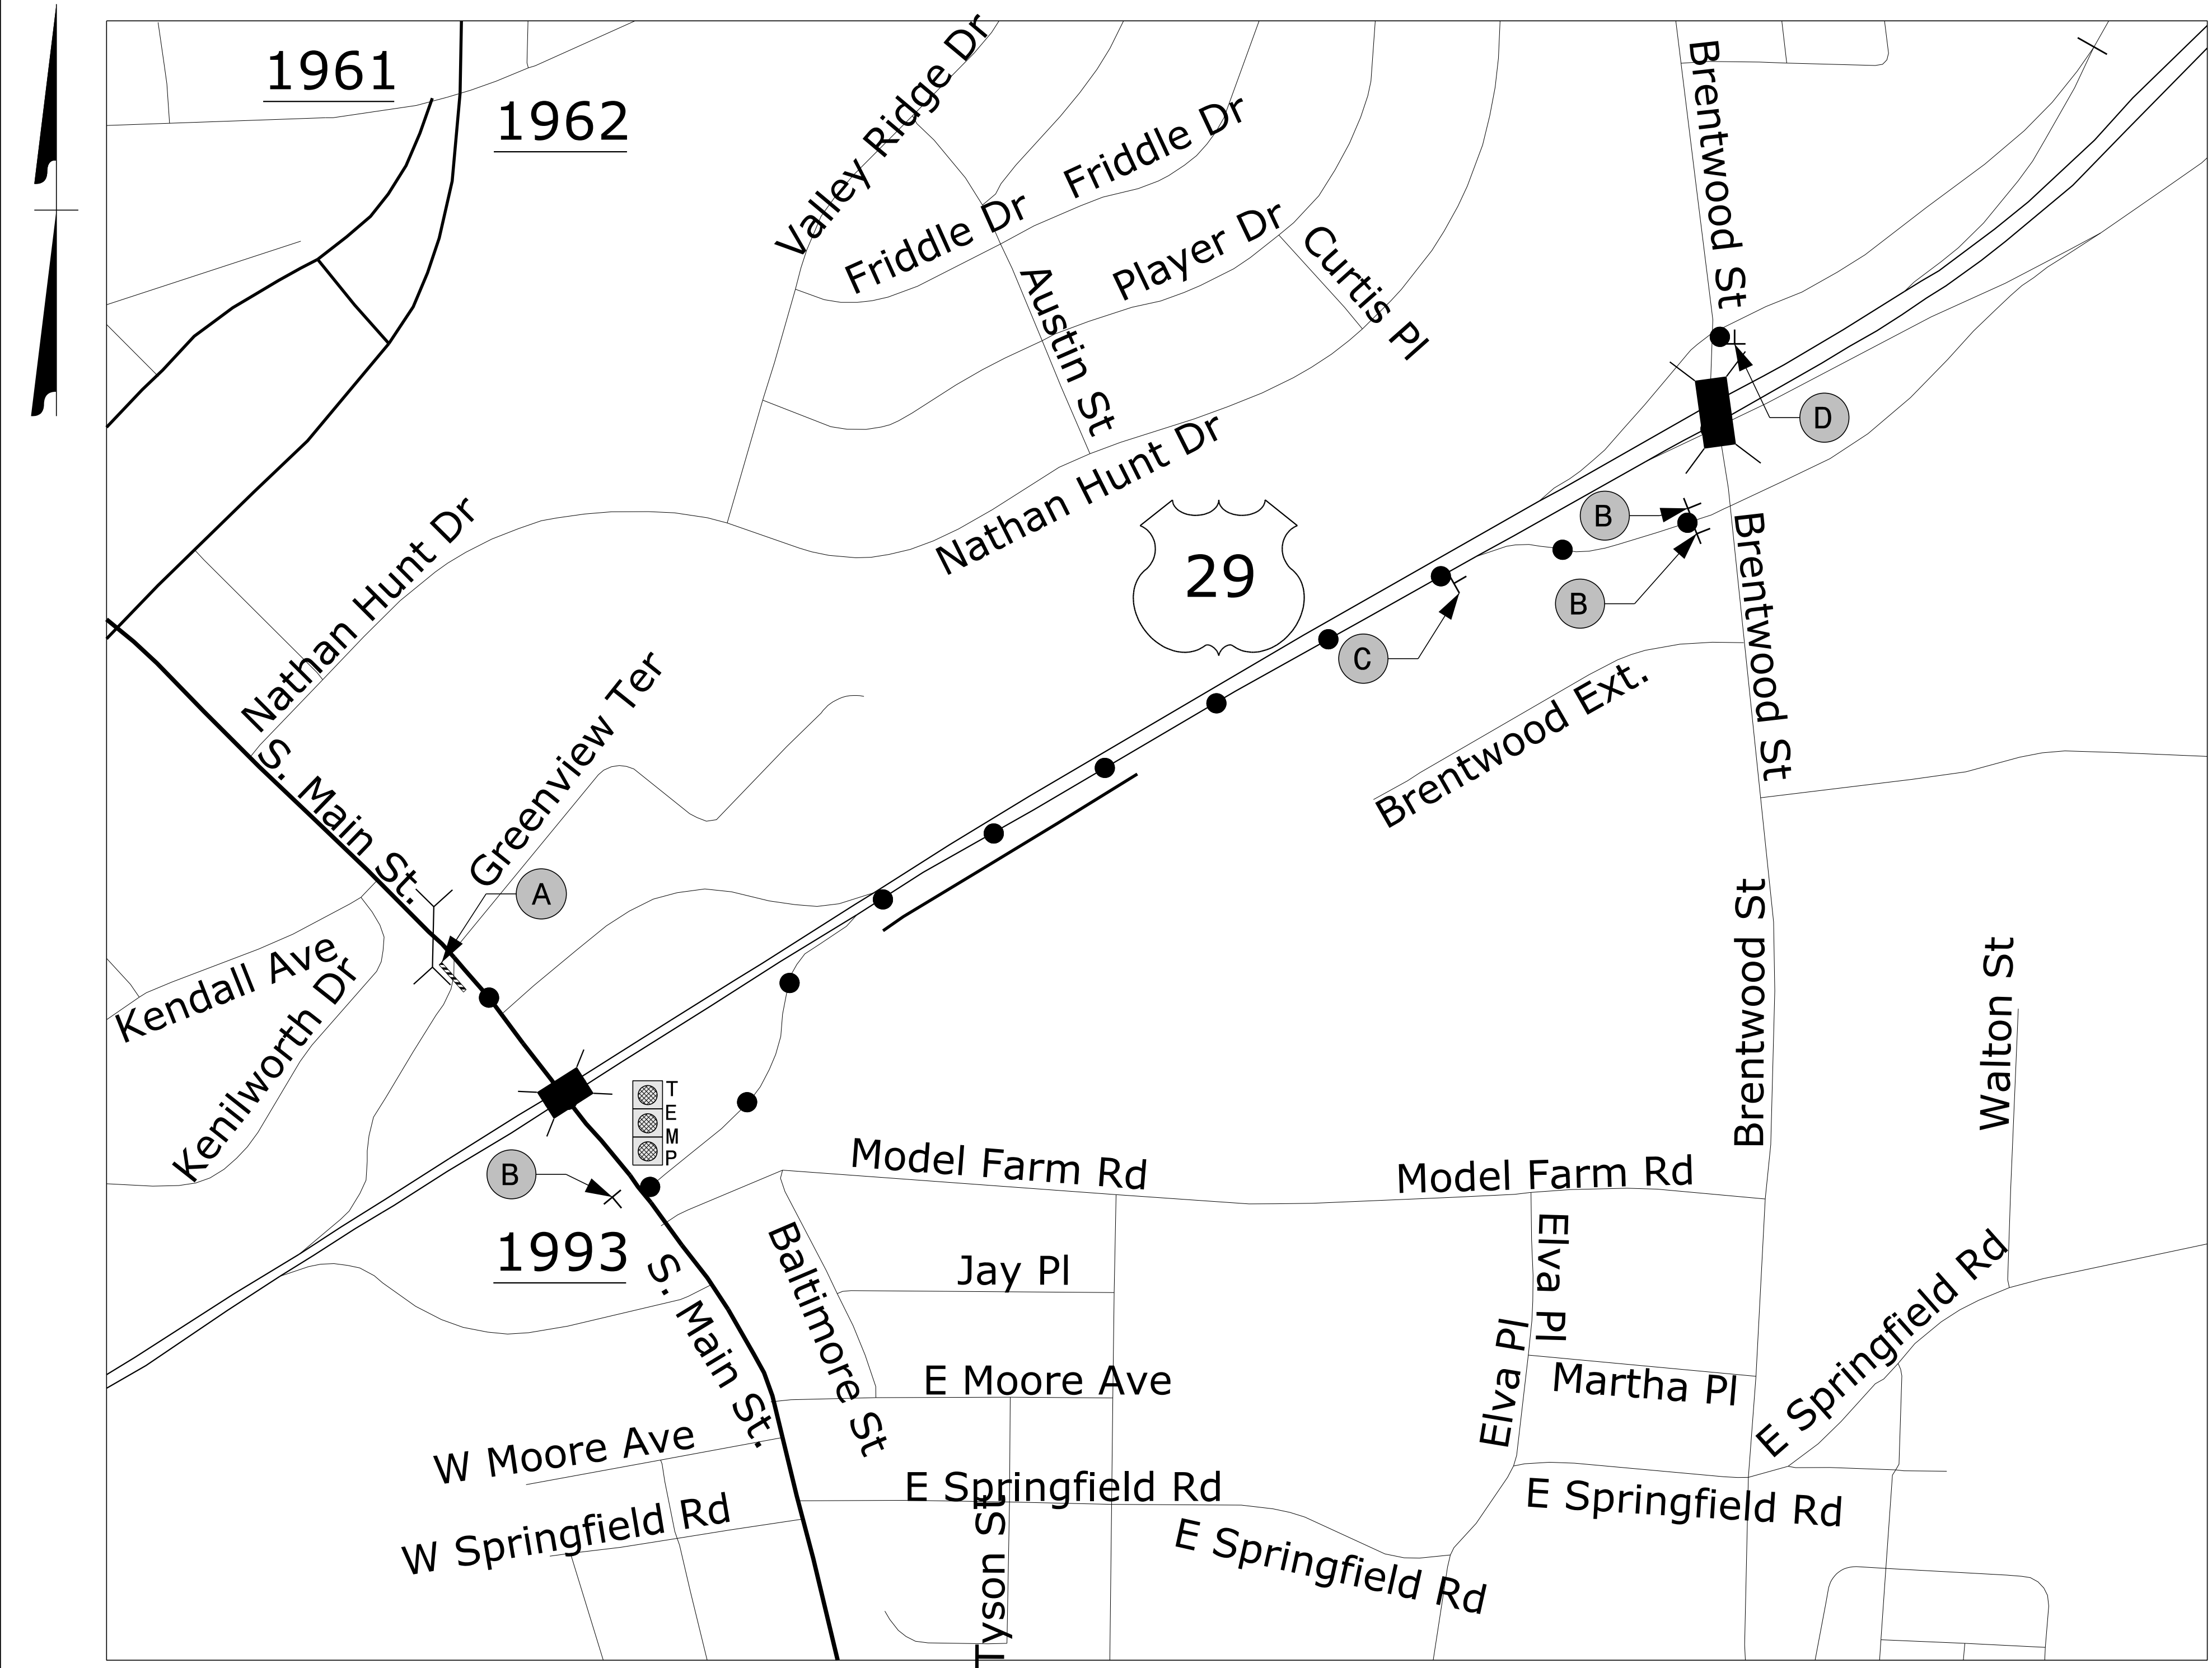 1961
1962
Valley Ridge Dr
Friddle Dr
Friddle Dr
Player Dr
Curtis Pl
Austin St
Brentwood St
D
Nathan Hunt Dr
Nathan Hunt Dr
29
B
B
C
Brentwood St
Brentwood Ext.
S. Main St.
Greenview Ter
A
Kendall Ave
Kenilworth Dr
Brentwood St
Walton St
TEMP
B
1993
Model Farm Rd
Model Farm Rd
S. Main St.
Baltimore St
Jay Pl
Elva Pl
Elva Pl
Martha Pl
E Springfield Rd
E Moore Ave
W Moore Ave
W Springfield Rd
E Springfield Rd
Tyson St
E Springfield Rd
E Springfield Rd